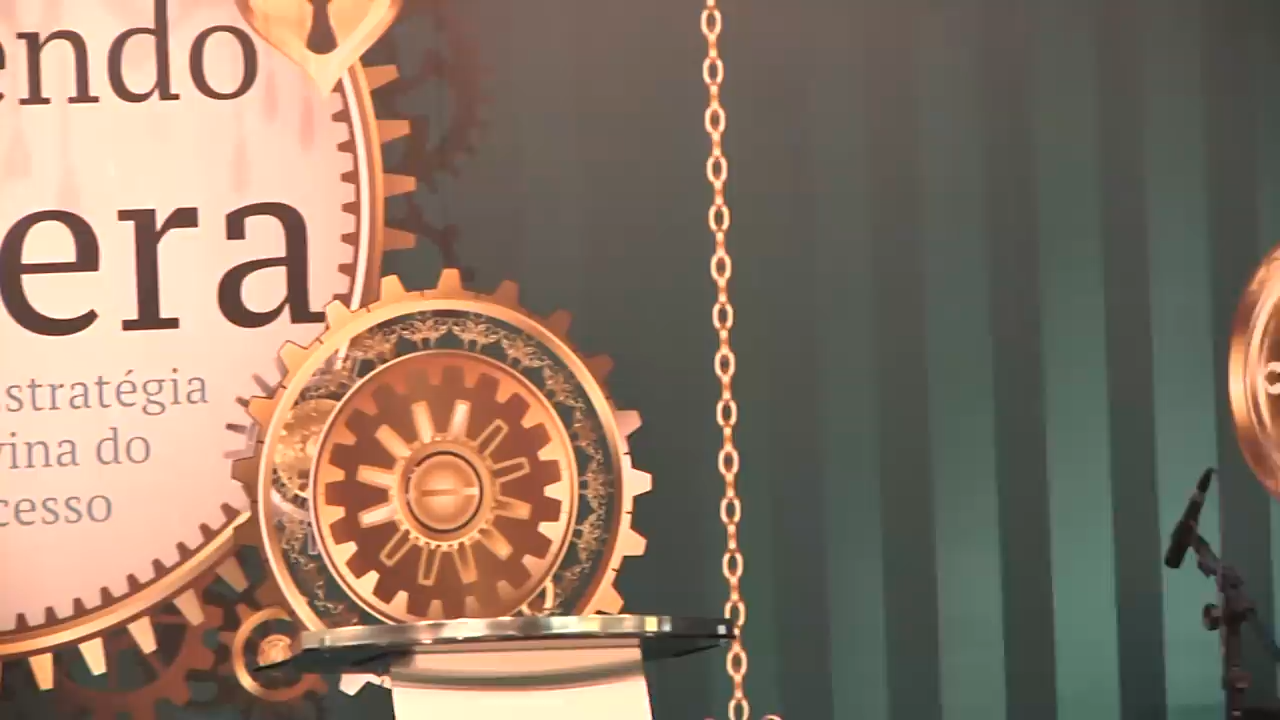 endo
era
stratégia
vina do
cesso